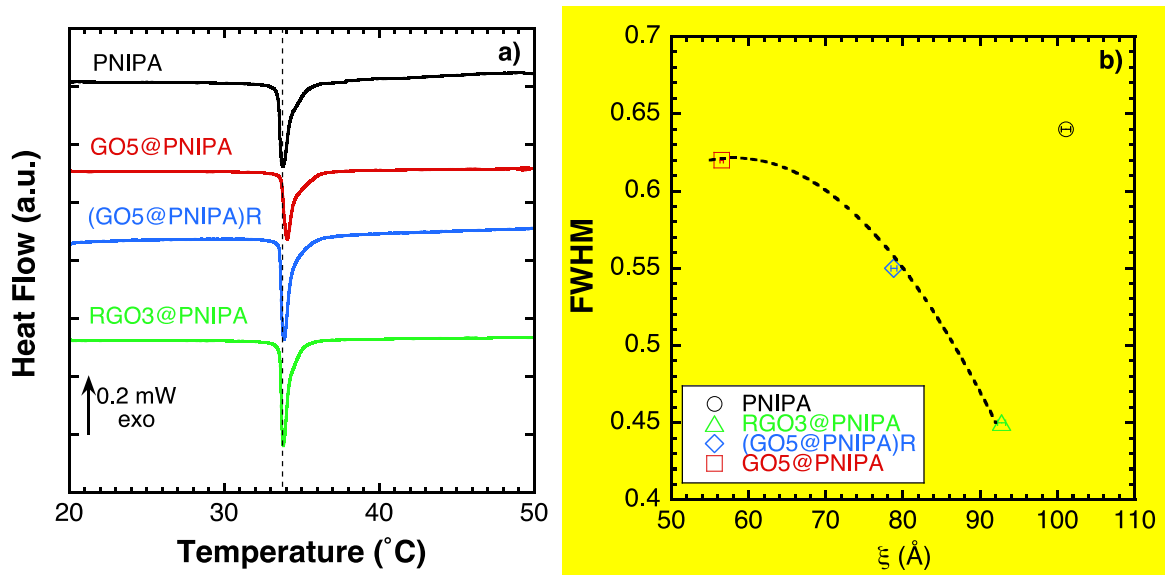 a)
PNIPA
GO5@PNIPA
(GO5@PNIPA)R
RGO3@PNIPA
0.2 mW
exo
Heat Flow (a.u.)
20 30 40 50
Temperature (˚C)
b)
0.7
0.65
0.6
0.55
0.5
0.45
0.4
FWHM
PNIPA
RGO3@PNIPA
(GO5@PNIPA)R
GO5@PNIPA
50 60 70 80 90 100 110
ξ (Å)